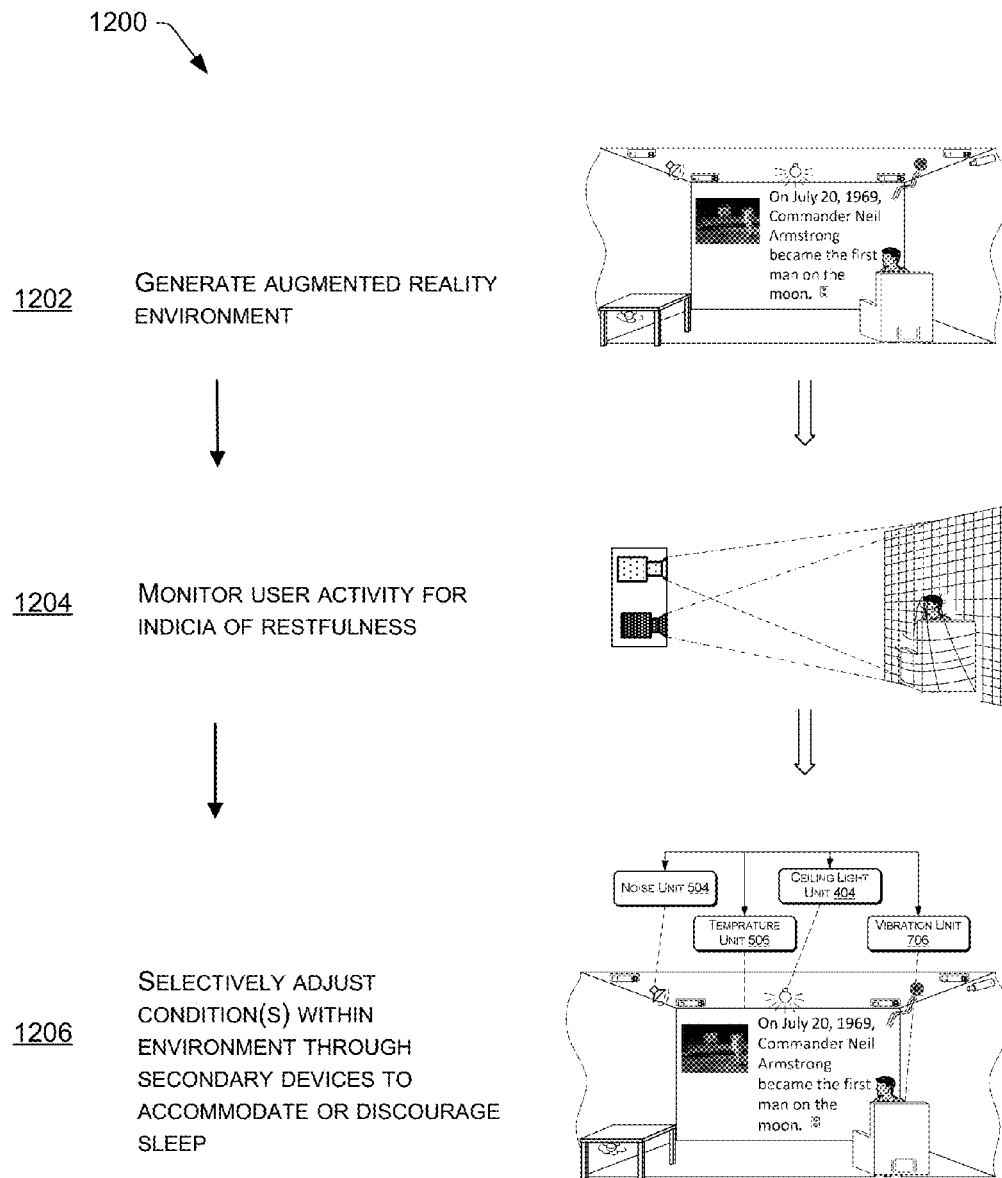 1200
On July 20, 1969,
Commander Neil
Armstrong
became the first
man on the
moon.
1202
GENERATE AUGMENTED REALITY
ENVIRONMENT
1204
MONITOR USER ACTIVITY FOR
INDICIA OF RESTFULNESS
NOISE UNIT 504
CEILING LIGHT
UNIT 404
TEMPRATURE
UNIT 506
VIBRATION UNIT
706
1206
SELECTIVELY ADJUST
CONDITION(S) WITHIN
ENVIRONMENT THROUGH
SECONDARY DEVICES TO
ACCOMMODATE OR DISCOURAGE
SLEEP
On July 20, 1969,
Commander Neil
Armstrong
became the first
man on the
moon.